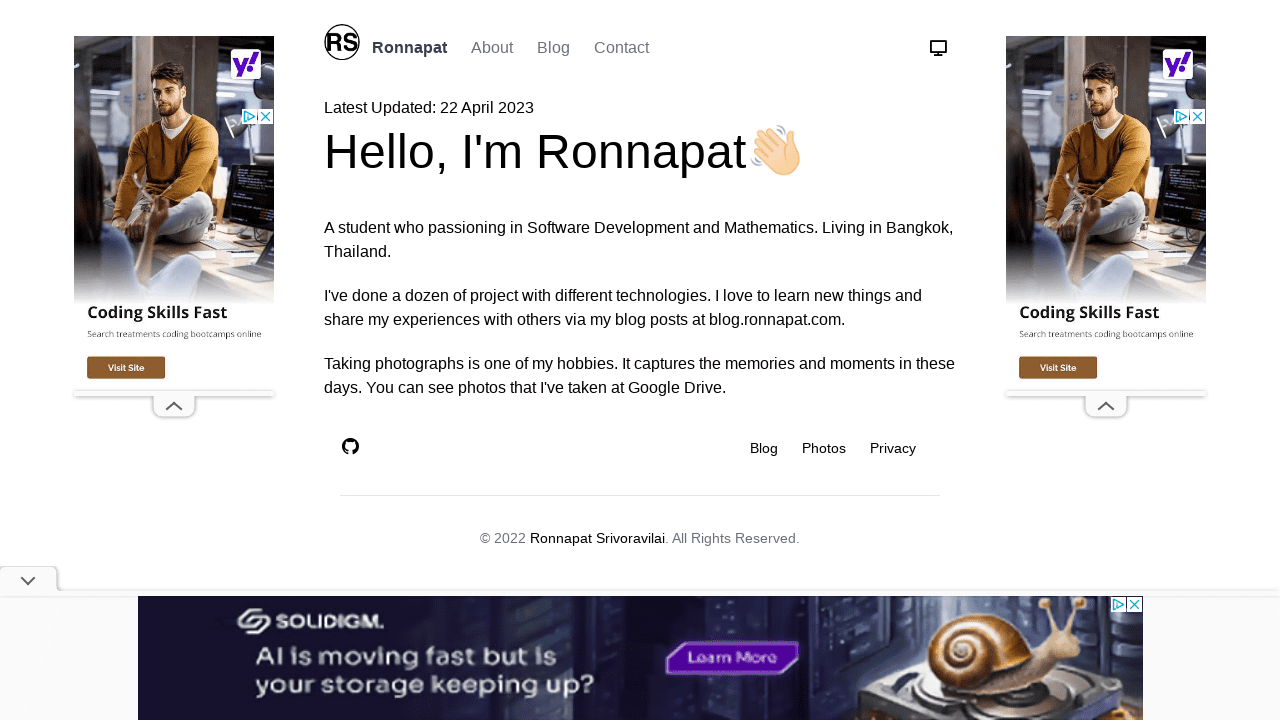 RS Ronnapat About Blog Contact
Latest Updated: 22 April 2023
Hello, I'm Ronnapat
A student who passioning in Software Development and Mathematics. Living in Bangkok,
Thailand.
I've done a dozen of project with different technologies. I love to learn new things and
share my experiences with others via my blog posts at blog.ronnapat.com.
Taking photographs is one of my hobbies. It captures the memories and moments in these
days. You can see photos that I've taken at Google Drive.
Blog Photos Privacy
© 2022 Ronnapat Srivoravilai. All Rights Reserved.
y!
Coding Skills Fast
Search treatments coding bootcamps online
Visit Site
y!
Coding Skills Fast
Search treatments coding bootcamps online
Visit Site
SOLIDIGM.
AI is moving fast but is
your storage keeping up?
Learn More